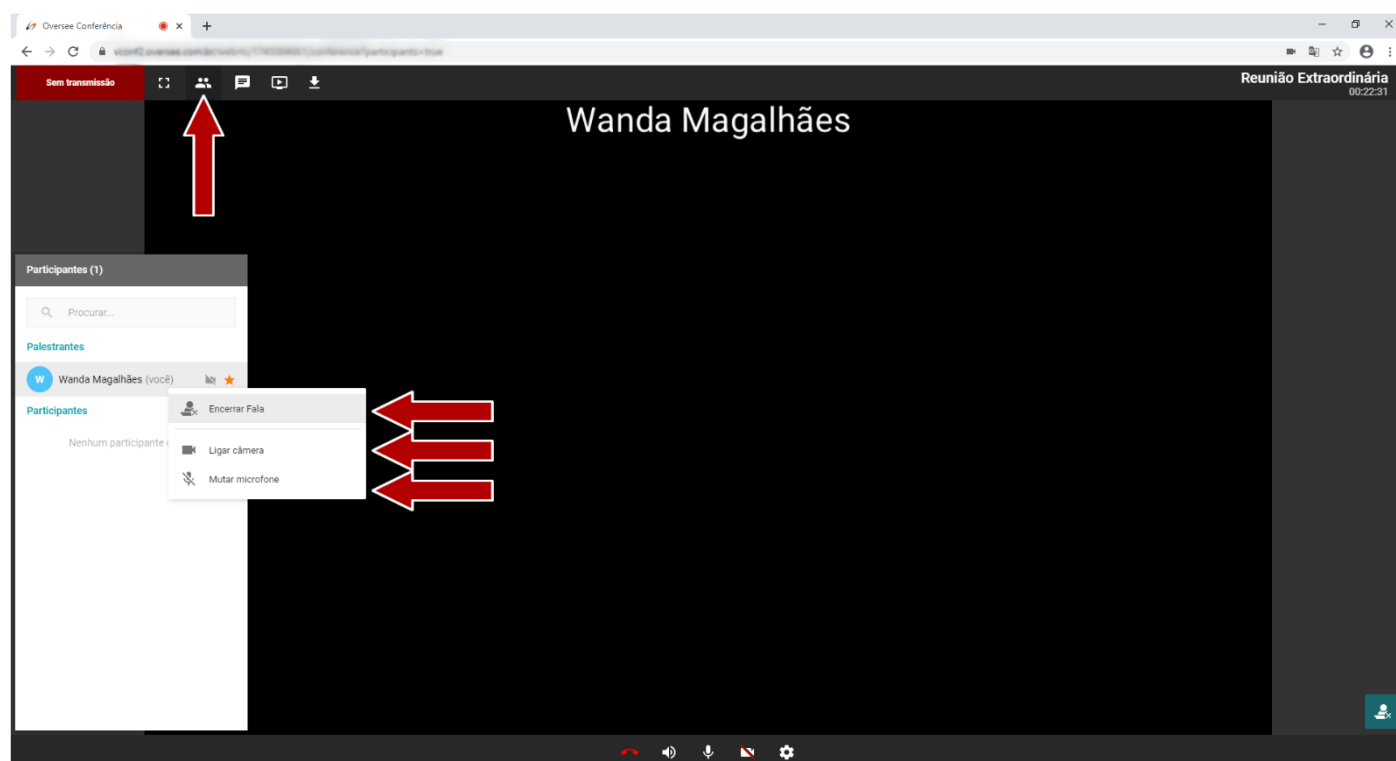 Oversee Conferência
Sem transmissão
Reunião Extraordinária
00:22:31
Wanda Magalhães
Participantes (1)
Procurar...
Palestrantes
W Wanda Magalhães (você)
Encerrar Fala
Participantes
Nenhum participante
Ligar câmera
Mutar microfone